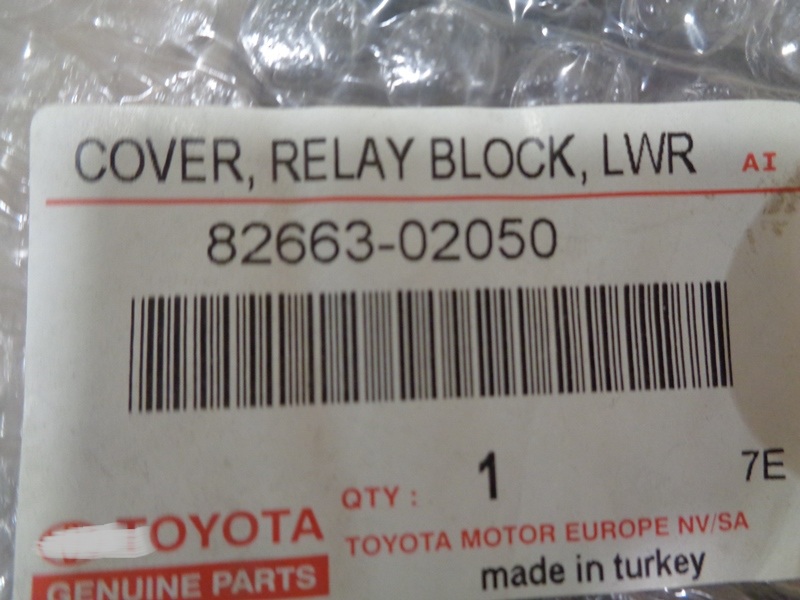 COVER, RELAY BLOCK, LWR AI
82663-02050
QTY : 1 7E
TOYOTA TOYOTA MOTOR EUROPE NV/SA
GENUINE PARTS made in turkey